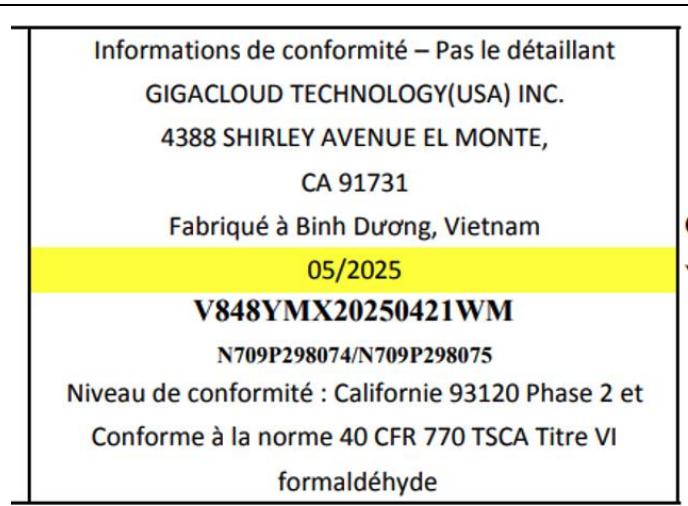 Informations de conformité – Pas le détaillant
GIGACLOUD TECHNOLOGY(USA) INC.
4388 SHIRLEY AVENUE EL MONTE,
CA 91731
Fabriqué à Binh Dương, Vietnam
05/2025
V848YMX20250421WM
N709P298074/N709P298075
Niveau de conformité : Californie 93120 Phase 2 et
Conforme à la norme 40 CFR 770 TSCA Titre VI
formaldéhyde